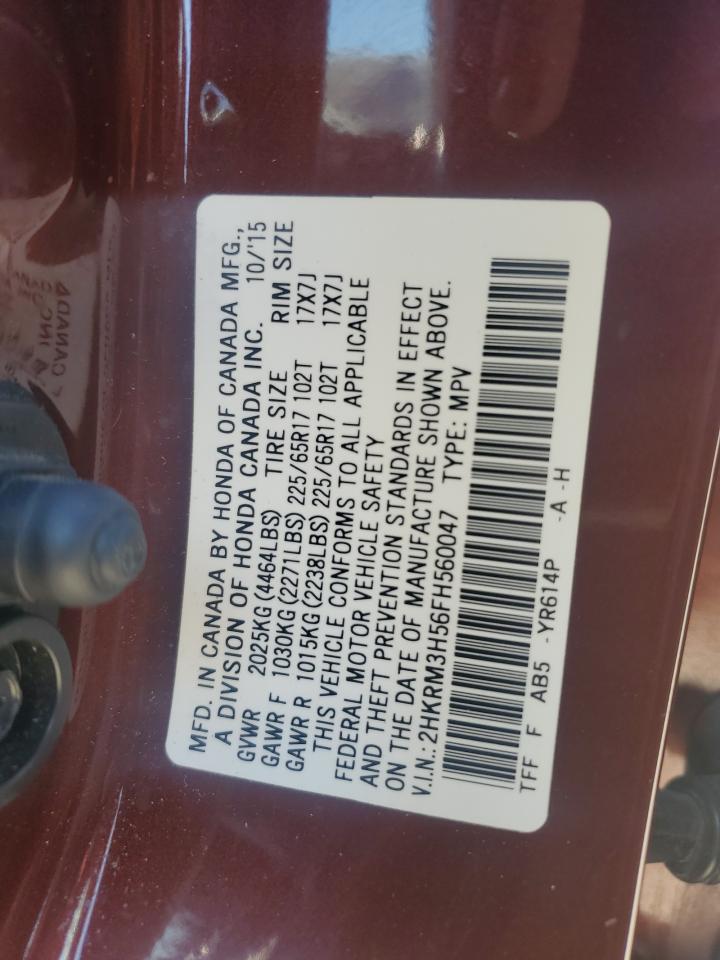 MFD. IN CANADA BY HONDA OF CANADA MFG.,
A DIVISION OF HONDA CANADA INC. 10/'15
GVWR 2025KG (4464LBS) TIRE SIZE RIM SIZE
GAWR F 1030KG (2271LBS) 225/65R17 102T 17X7J
GAWR R 1015KG (2238LBS) 225/65R17 102T 17X7J
THIS VEHICLE CONFORMS TO ALL APPLICABLE
FEDERAL MOTOR VEHICLE SAFETY
AND THEFT PREVENTION STANDARDS IN EFFECT
ON THE DATE OF MANUFACTURE SHOWN ABOVE.
V.I.N.: 2HKRM3H56FH560047 TYPE: MPV
TFF F AB5 -YR614P -A -H